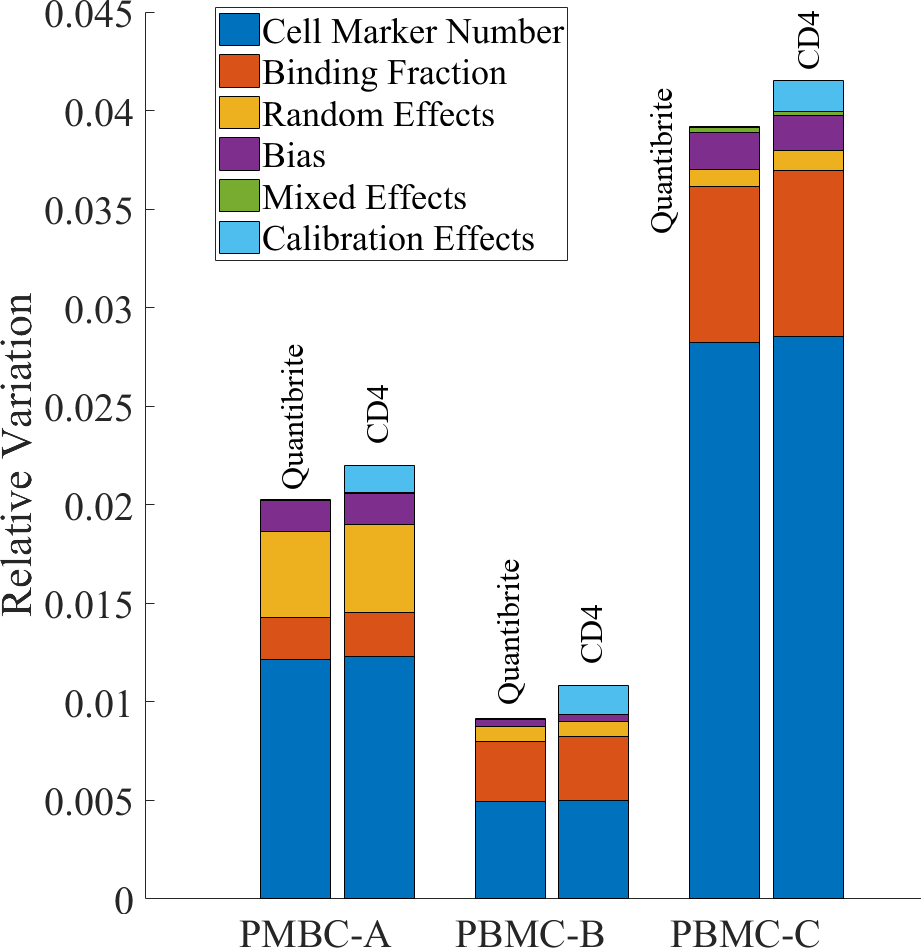 0.045
0.04
0.035
0.03
0.025
0.02
0.015
0.01
0.005
0
Relative Variation
Cell Marker Number
Binding Fraction
Random Effects
Bias
Mixed Effects
Calibration Effects
Quantibrite
CD4
Quantibrite
CD4
Quantibrite
CD4
PMBC-A
PBMC-B
PBMC-C